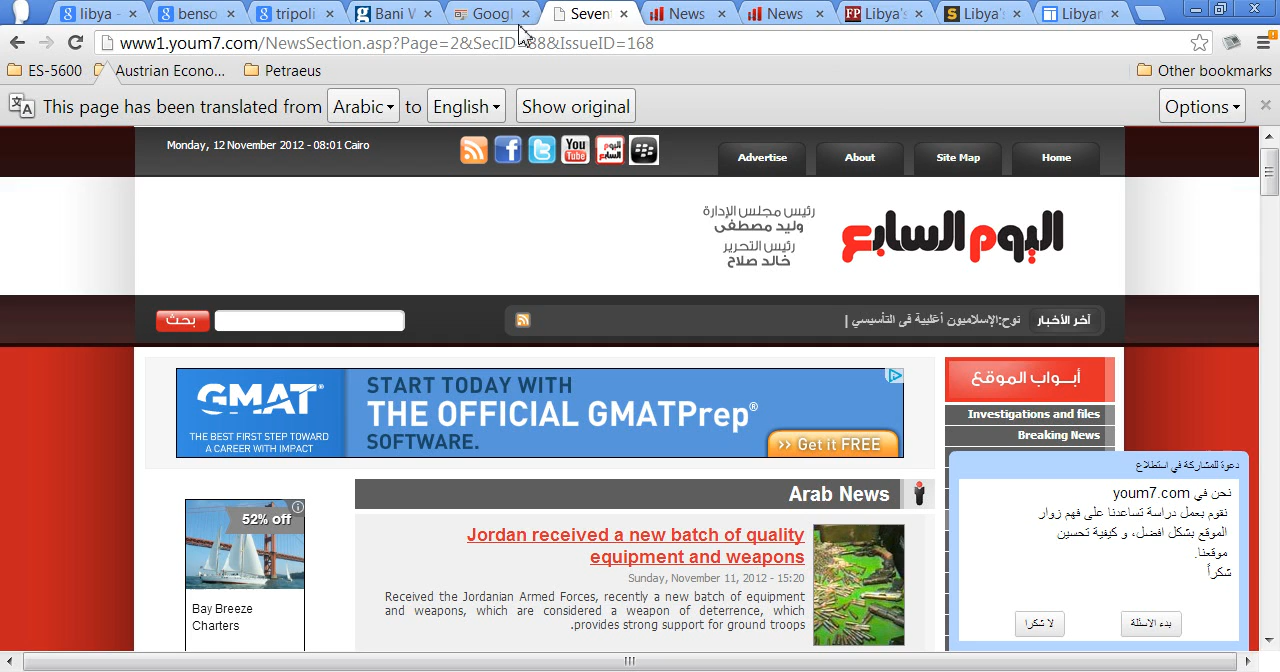 libya -
benso
tripoli
Bani W
Googl
Seven
News
News
Libya's
Libya's
Libyar
www1.youm7.com/NewsSection.asp?Page=2&SecID=88&IssueID=168
ES-5600
Austrian Econo...
Petraeus
Other bookmarks
This page has been translated from Arabic to English Show original
Options
Monday, 12 November 2012 - 08:01 Cairo
You Tube
اليوم السابع
Advertise
About
Site Map
Home
رئيس مجلس الإدارة
وليد مصطفى
رئيس التحرير
خالد صلاح
اليوم السابع
بحث
آخر الأخبار
نوح:الإسلاميون أغلبية فى التأسيسي |
GMAT®
THE BEST FIRST STEP TOWARD
A CAREER WITH IMPACT
START TODAY WITH
THE OFFICIAL GMATPrep®
SOFTWARE.
>> Get it FREE
أبواب الموقع
Investigations and files
Breaking News
Arab News
52% off
Bay Breeze
Charters
Jordan received a new batch of quality
equipment and weapons
Sunday, November 11, 2012 - 15:20
Received the Jordanian Armed Forces, recently a new batch of equipment
and weapons, which are considered a weapon of deterrence, which
.provides strong support for ground troops
دعوة للمشاركة في استطلاع
نحن في youm7.com
نقوم بعمل دراسة تساعدنا على فهم زوار
الموقع بشكل افضل، و كيفية تحسين
موقعنا.
شكراً
لا شكرا
بدء الاسئلة